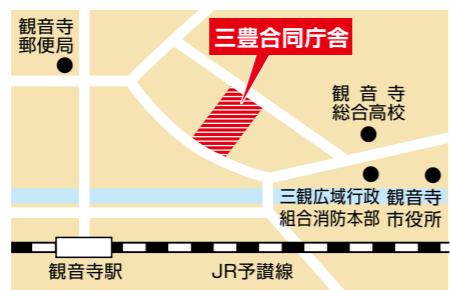 観音寺
郵便局
三豊合同庁舎
観音寺
総合高校
三観広域行政
組合消防本部
観音寺
市役所
観音寺駅
JR予讃線